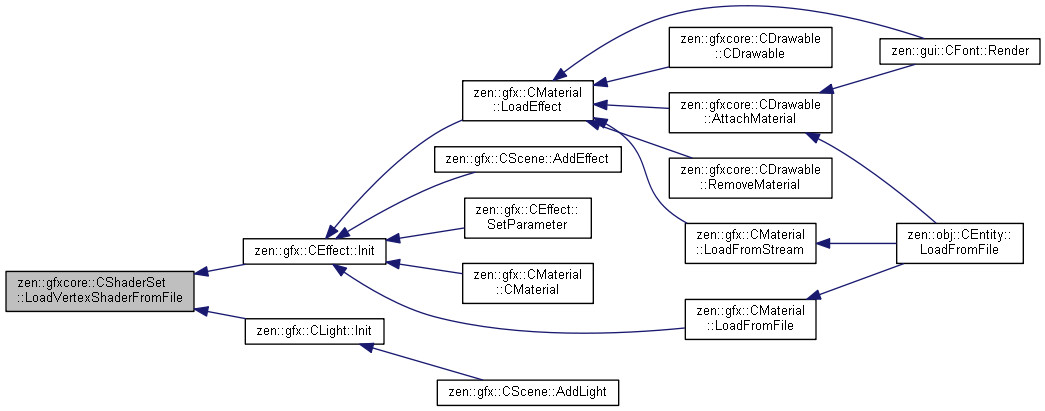 zen::gfxcore::CShaderSet
::LoadVertexShaderFromFile
zen::gfx::CEffect::Init
zen::gfx::CLight::Init
zen::gfx::CMaterial
::LoadEffect
zen::gfx::CScene::AddEffect
zen::gfx::CEffect::
SetParameter
zen::gfx::CMaterial
::CMaterial
zen::gfx::CScene::AddLight
zen::gfxcore::CDrawable
::CDrawable
zen::gfxcore::CDrawable
::AttachMaterial
zen::gfxcore::CDrawable
::RemoveMaterial
zen::gfx::CMaterial
::LoadFromStream
zen::gfx::CMaterial
::LoadFromFile
zen::gui::CFont::Render
zen::obj::CEntity::
LoadFromFile